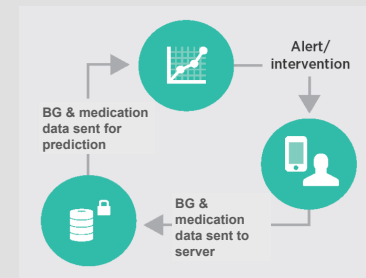 Alert/
intervention
BG & medication
data sent for
prediction
BG &
medication
data sent to
server